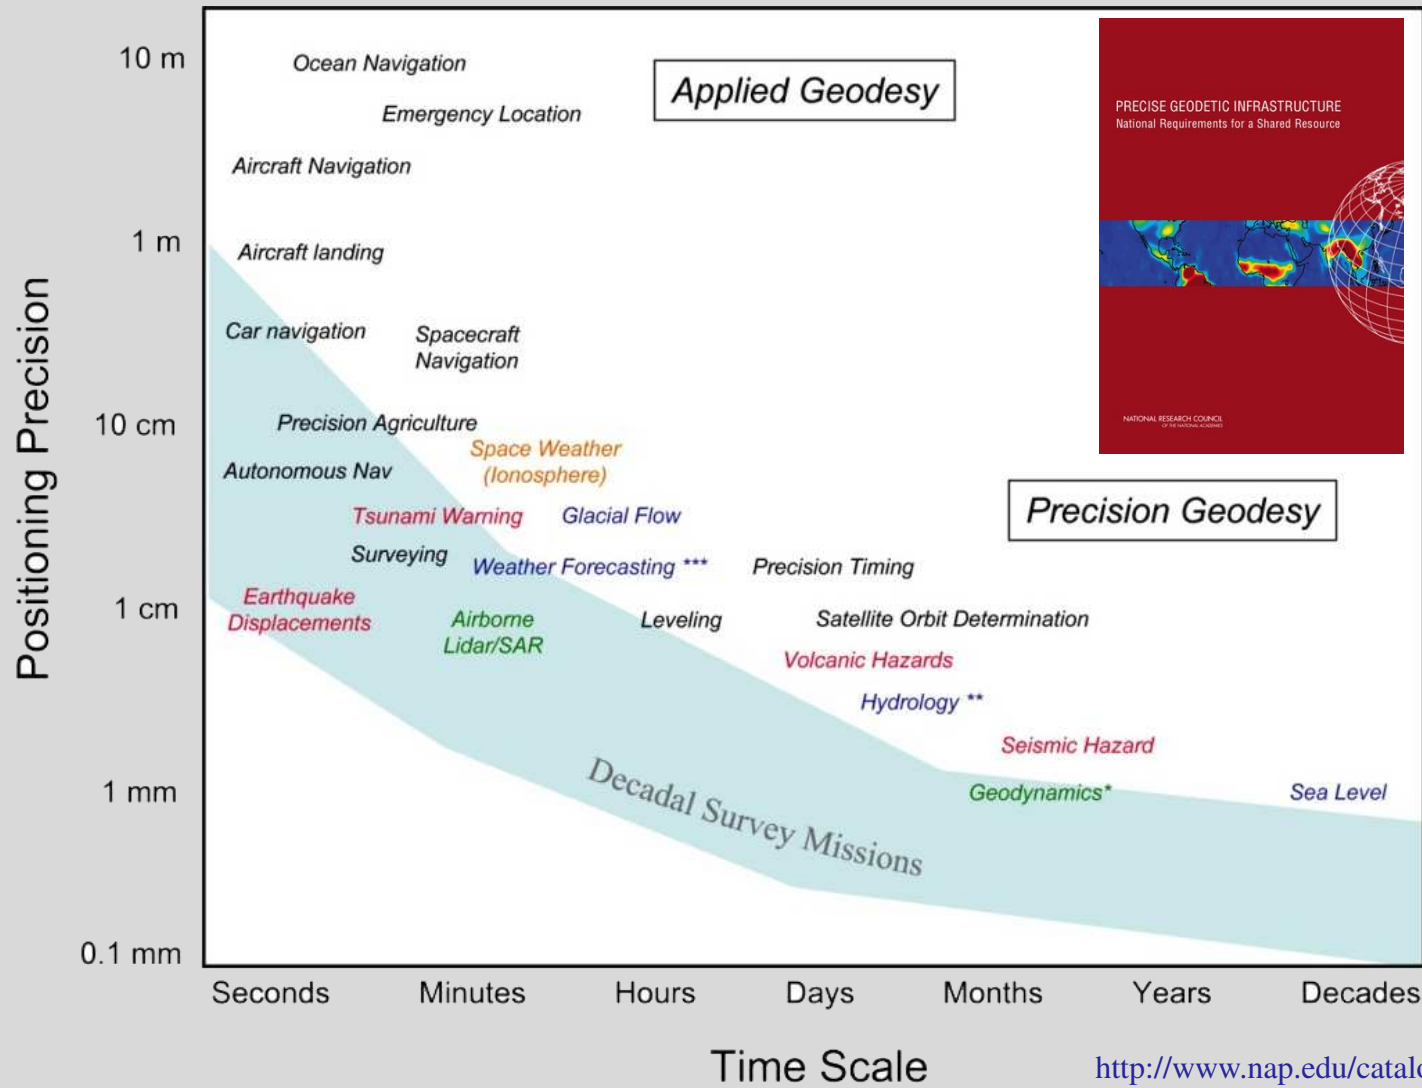 10 m
1 m
10 cm
1 cm
1 mm
0.1 mm
Positioning Precision
Ocean Navigation
Emergency Location
Aircraft Navigation
Aircraft landing
Car navigation
Spacecraft
Navigation
Precision Agriculture
Space Weather
(Ionosphere)
Autonomous Nav
Tsunami Warning
Glacial Flow
Surveying
Weather Forecasting ***
Precision Timing
Earthquake
Displacements
Airborne
Lidar/SAR
Leveling
Satellite Orbit Determination
Volcanic Hazards
Hydrology **
Seismic Hazard
Geodynamics*
Sea Level
Decadal Survey Missions
Applied Geodesy
Precision Geodesy
PRECISE GEODETIC INFRASTRUCTURE
National Requirements for a Shared Resource
NATIONAL RESEARCH COUNCIL
OF THE NATIONAL ACADEMIES
Seconds Minutes Hours Days Months Years Decades
Time Scale
http://www.nap.edu/catalo